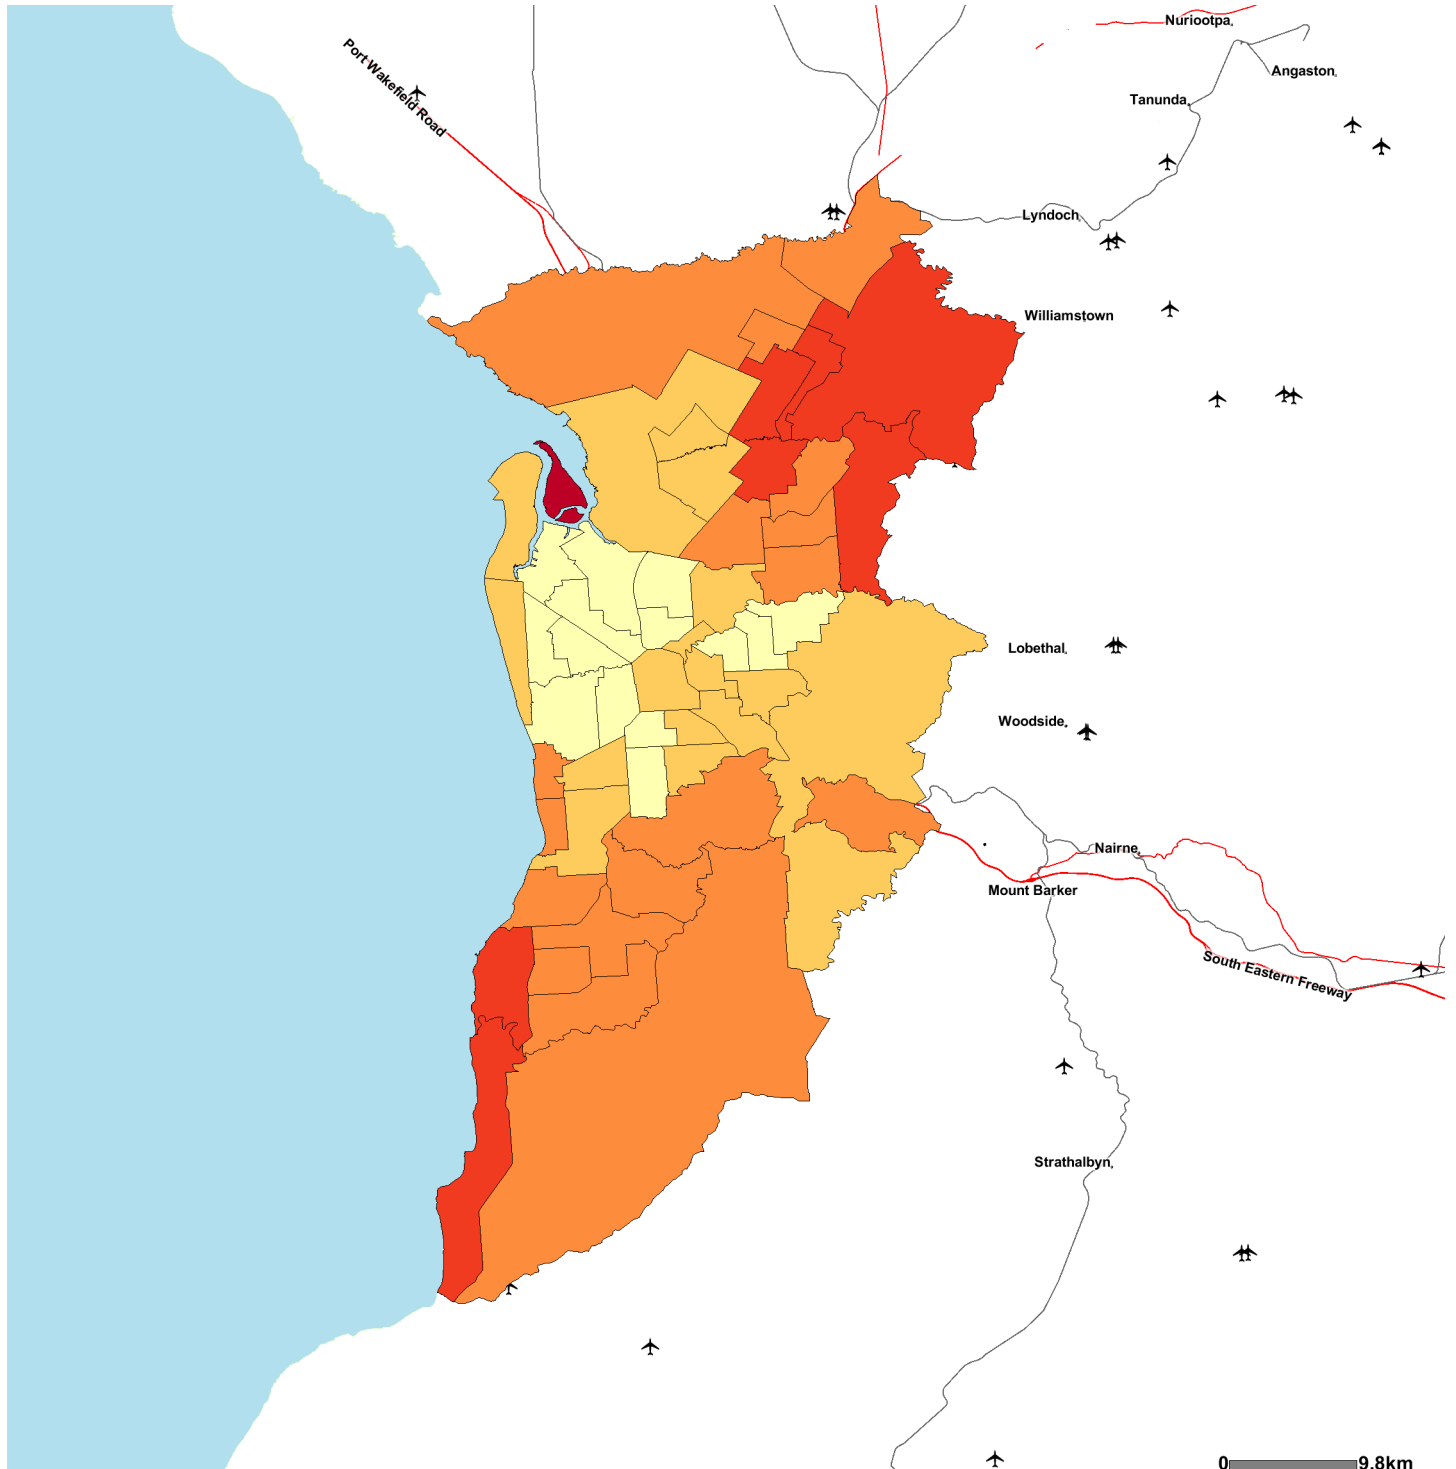 Nuriootpa
Port Wakefield Road
Angaston
Tanunda
Lyndoch
Williamstown
Lobethal
Woodside
Nairne
Mount Barker
South Eastern Freeway
Strathalbyn
0 9.8km